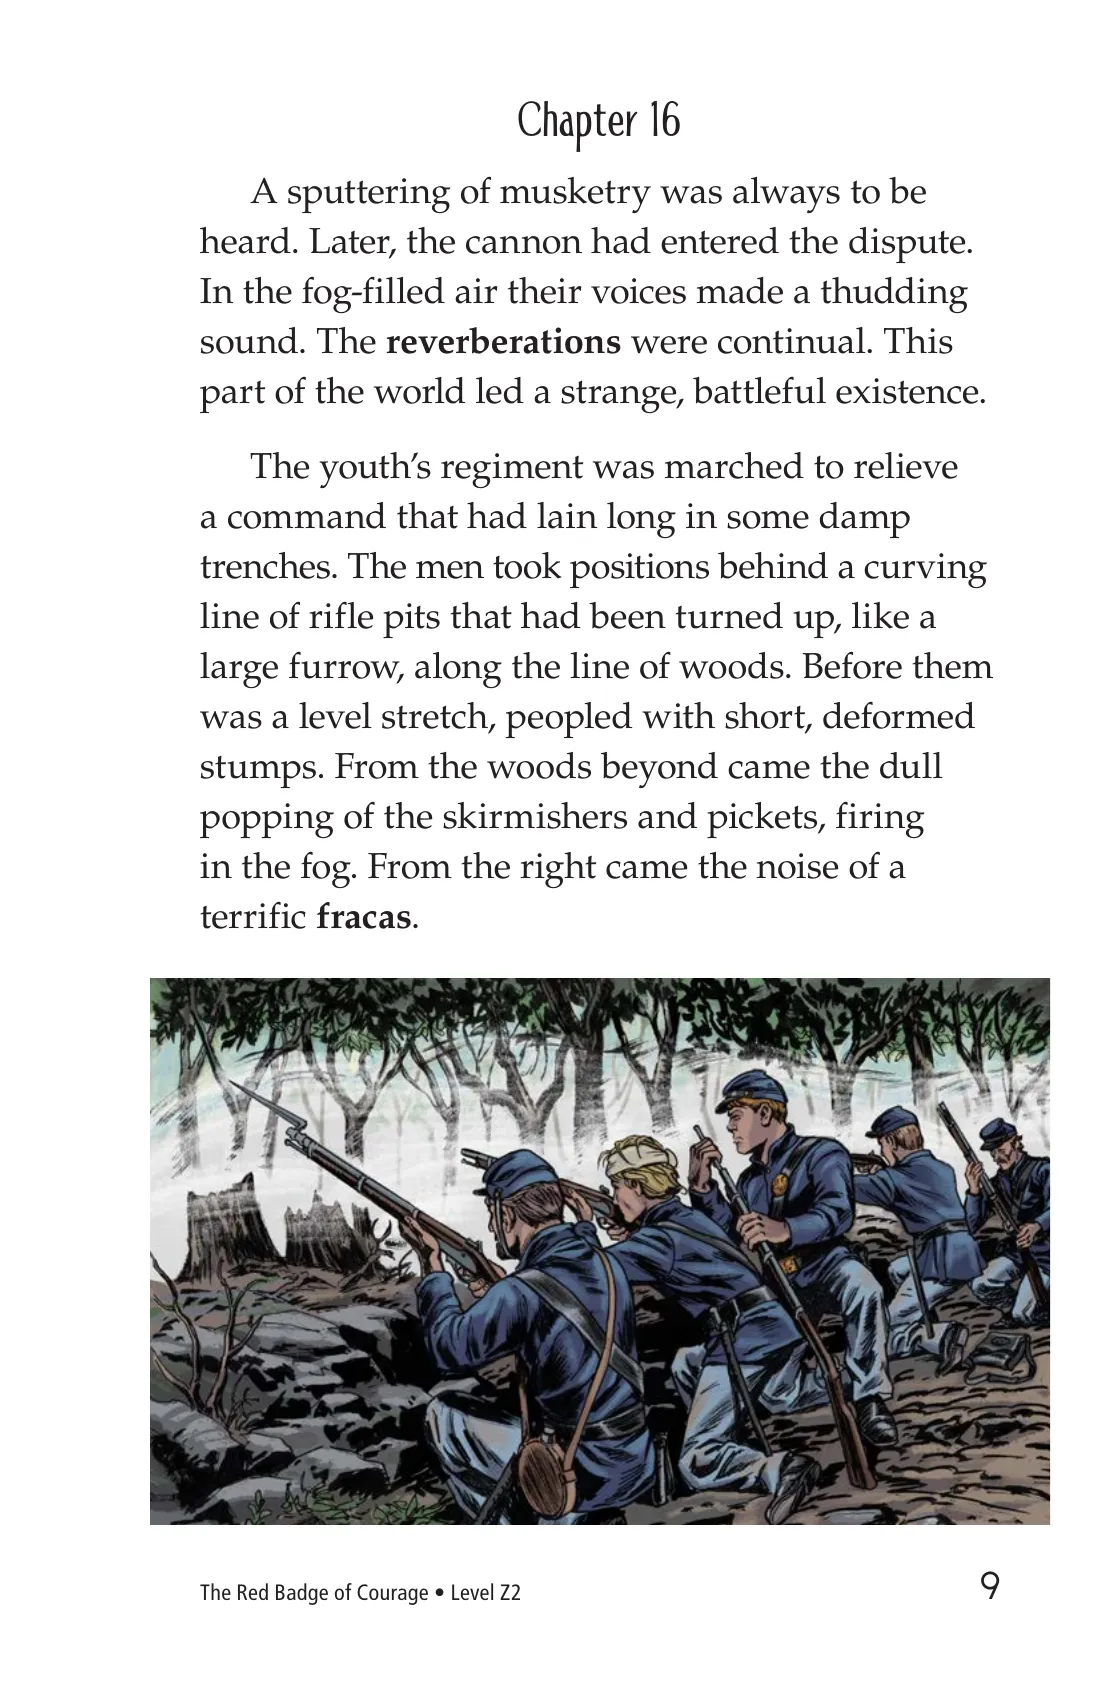 Chapter 16
A sputtering of musketry was always to be
heard. Later, the cannon had entered the dispute.
In the fog-filled air their voices made a thudding
sound. The reverberations were continual. This
part of the world led a strange, battleful existence.
The youth’s regiment was marched to relieve
a command that had lain long in some damp
trenches. The men took positions behind a curving
line of rifle pits that had been turned up, like a
large furrow, along the line of woods. Before them
was a level stretch, peopled with short, deformed
stumps. From the woods beyond came the dull
popping of the skirmishers and pickets, firing
in the fog. From the right came the noise of a
terrific fracas.
The Red Badge of Courage • Level Z2
9